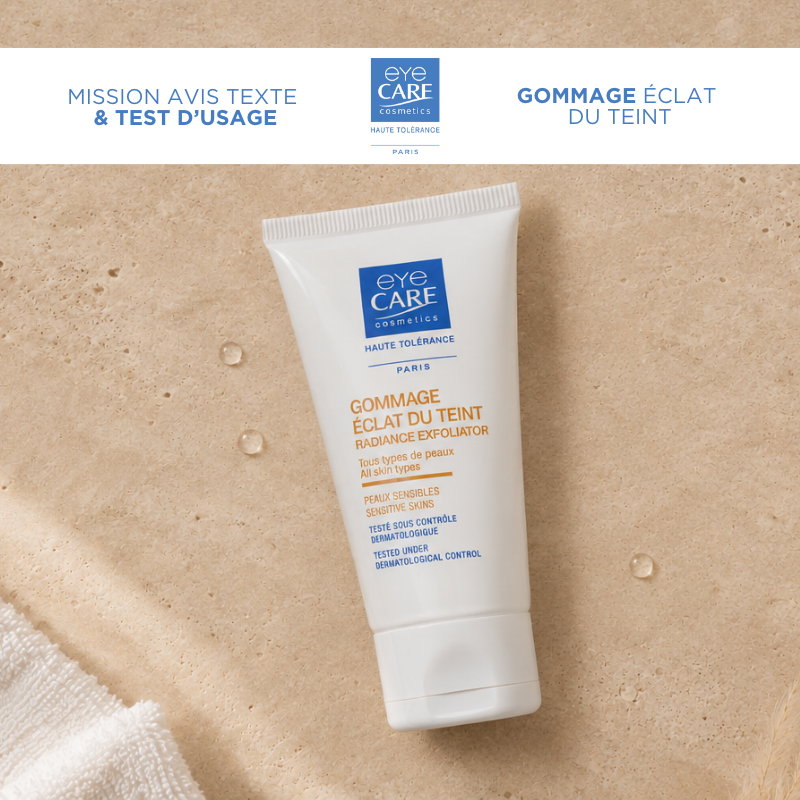 MISSION AVIS TEXTE
& TEST D'USAGE
eye
CARE
cosmetics
HAUTE TOLÉRANCE
PARIS
GOMMAGE ÉCLAT
DU TEINT
eye
CARE
cosmetics
HAUTE TOLÉRANCE
PARIS
GOMMAGE
ÉCLAT DU TEINT
RADIANCE EXFOLIATOR
Tous types de peaux
All skin types
PEAUX SENSIBLES
SENSITIVE SKINS
TESTÉ SOUS CONTRÔLE
DERMATOLOGIQUE
TESTED UNDER
DERMATOLOGICAL CONTROL